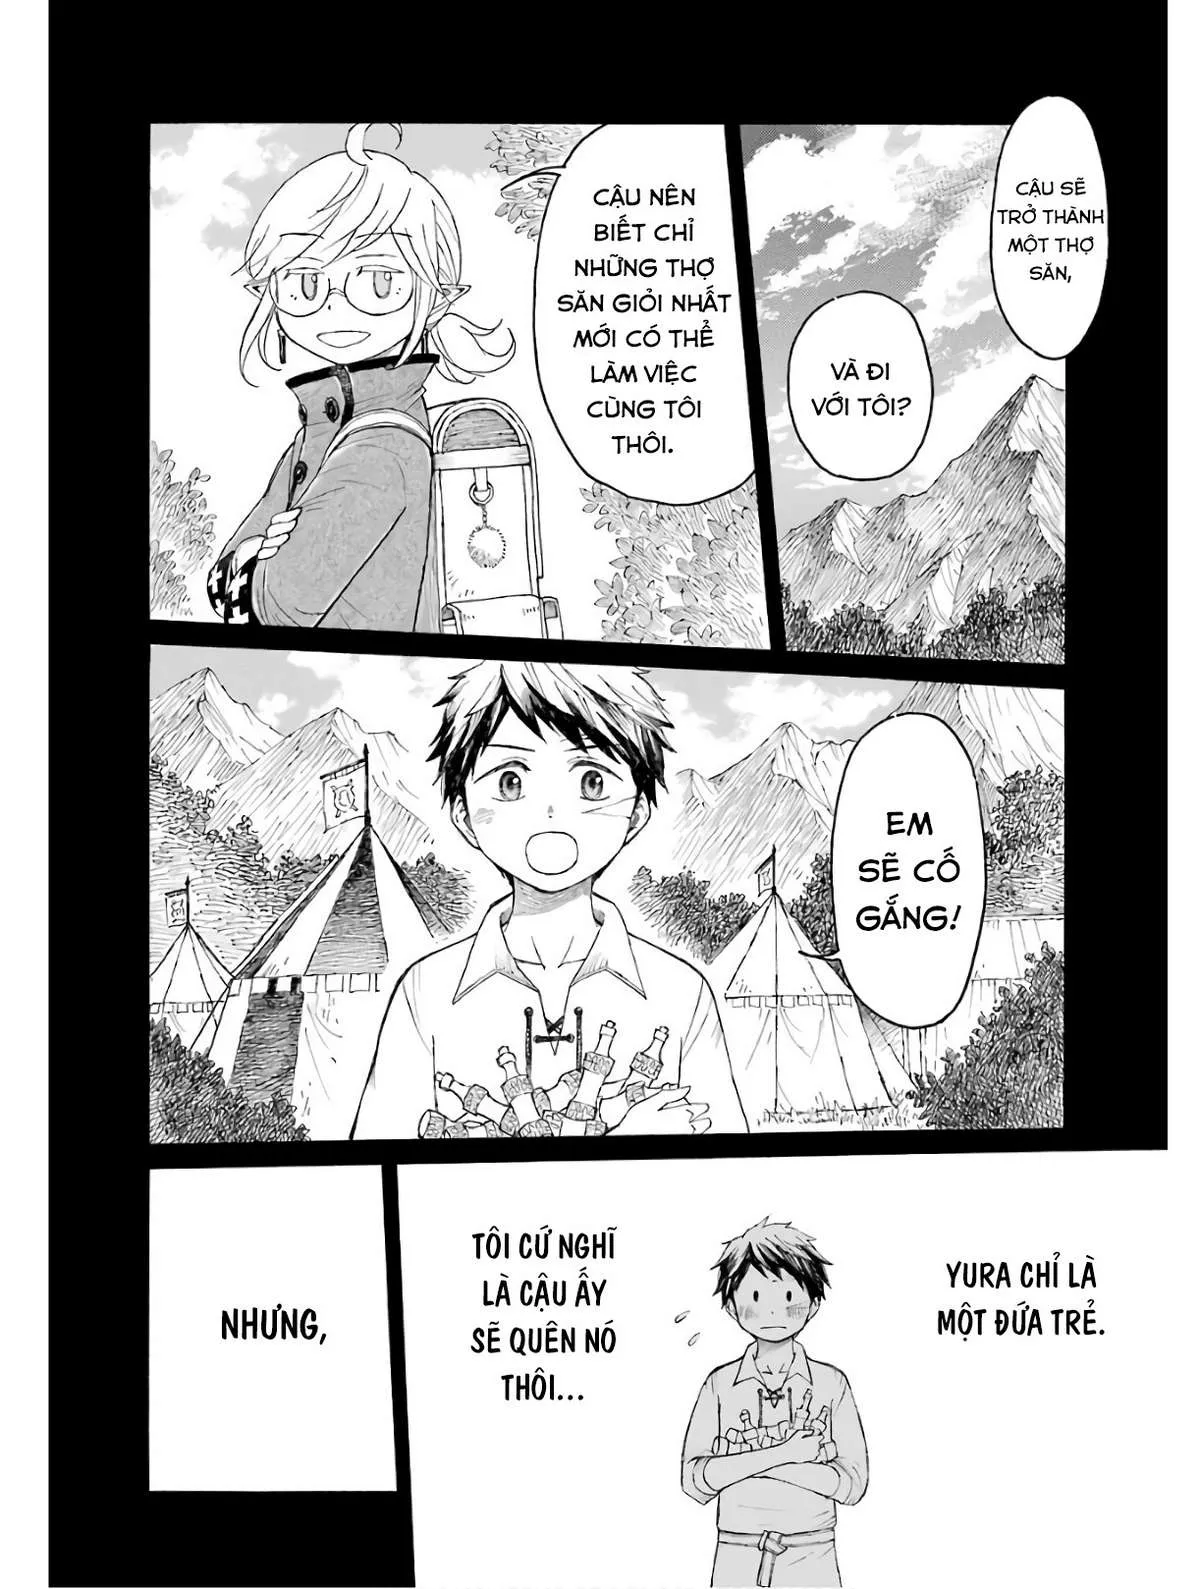 CẬU SẼ
TRỞ THÀNH
MỘT THỢ
SĂN,
VÀ ĐI
VỚI TÔI?
CẬU NÊN
BIẾT CHỈ
NHỮNG THỢ
SĂN GIỎI NHẤT
MỚI CÓ THỂ
LÀM VIỆC
CÙNG TÔI
THÔI.
EM
SẼ CỐ
GẮNG!
YURA CHỈ LÀ
MỘT ĐỨA TRẺ.
TÔI CỨ NGHĨ
LÀ CẬU ẤY
SẼ QUÊN NÓ
THÔI...
NHƯNG,